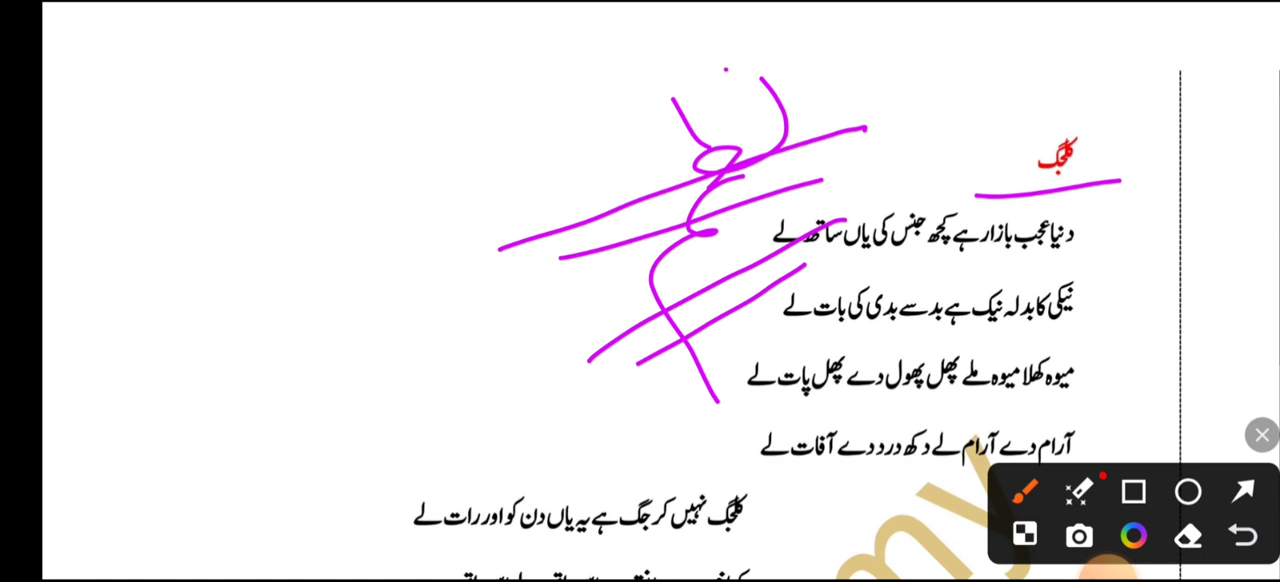 کلجگ
دنیا عجب بازار ہے کچھ جنس کی یاں ساتھ لے
نیکی کا بدلہ نیک ہے بد سے بدی کی بات لے
میوہ کھلا میوہ ملے پھل پھول دے پھل پات لے
آرام دے آرام لے دکھ درد دے آفات لے
کلجگ نہیں کرجگ ہے یہ یاں دن کو اور رات لے
my